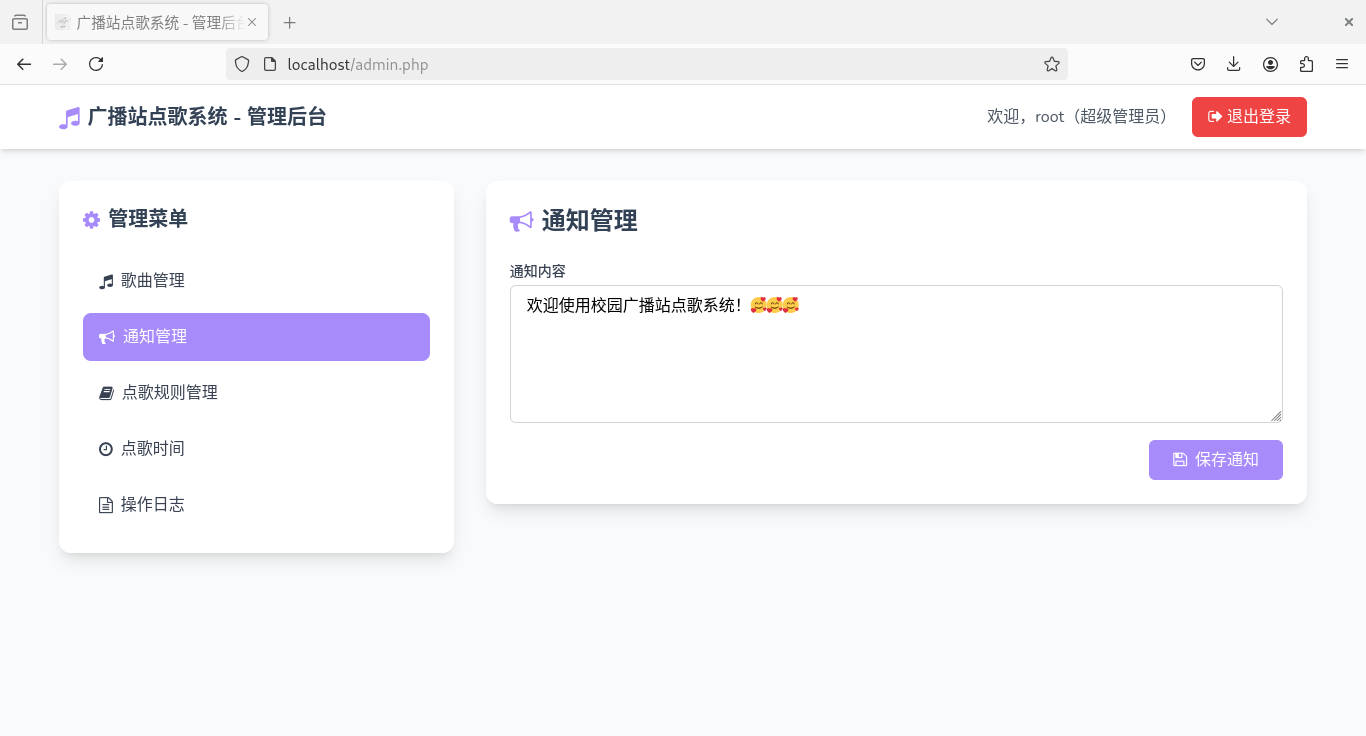 广播站点歌系统 - 管理后台
localhost/admin.php
广播站点歌系统 - 管理后台
欢迎，root（超级管理员）
退出登录
管理菜单
歌曲管理
通知管理
点歌规则管理
点歌时间
操作日志
通知管理
通知内容
欢迎使用校园广播站点歌系统！🥰🥰🥰
保存通知